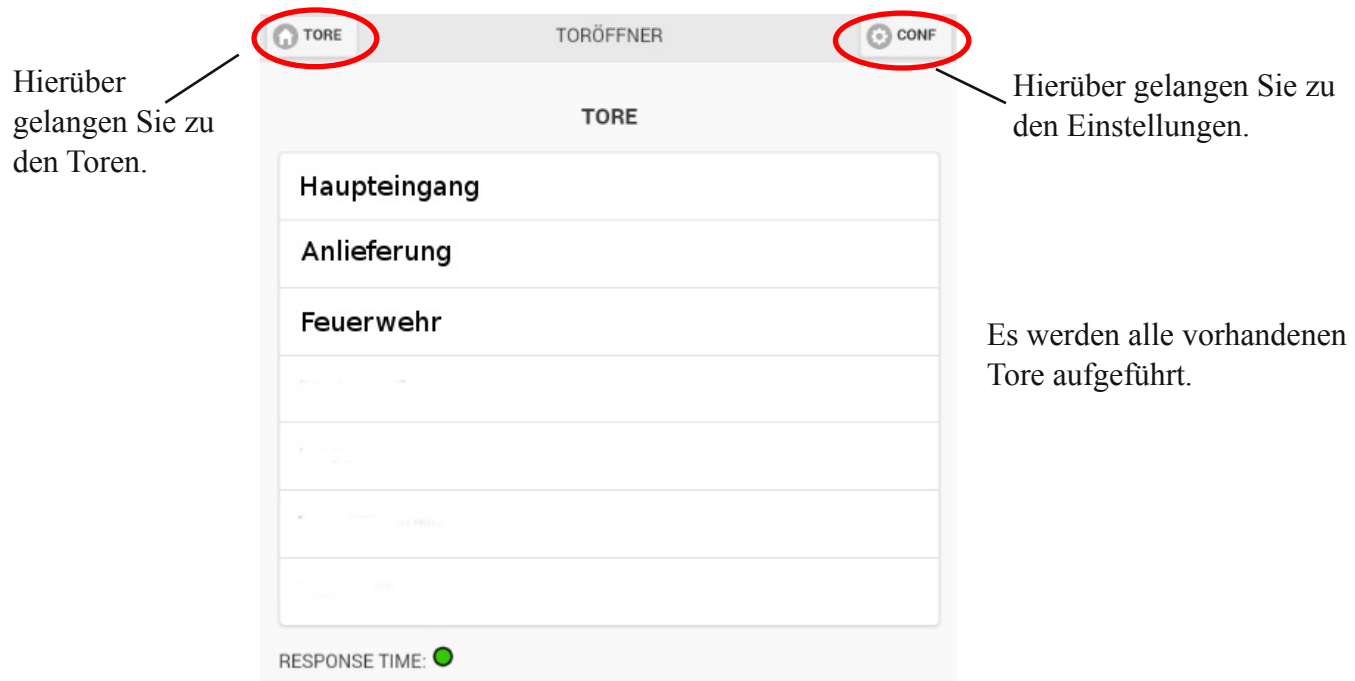 TORE
TORÖFFNER
CONF
Hierüber
gelangen Sie zu
den Toren.
Hierüber gelangen Sie zu
den Einstellungen.
TORE
Haupteingang
Anlieferung
Feuerwehr
Es werden alle vorhandenen
Tore aufgeführt.
RESPONSE TIME: